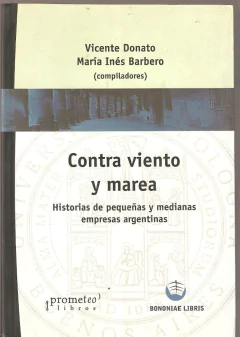 Vicente Donato
María Inés Barbero
(compiladores)
Contra viento
y marea
Historias de pequeñas y medianas
empresas argentinas
prometeo
libros
BONONIAE LIBRIS